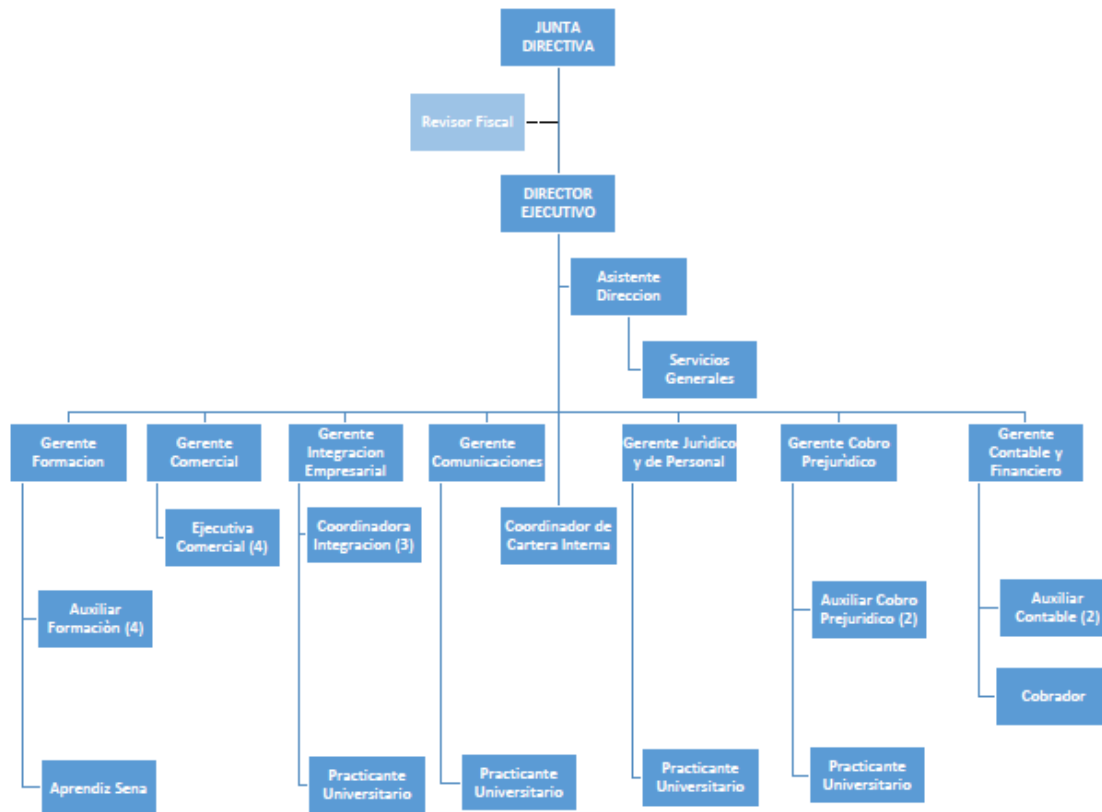 JUNTA
DIRECTIVA
Revisor Fiscal
DIRECTOR
EJECUTIVO
Asistente
Direccion
Servicios
Generales
Gerente
Formacion
Gerente
Comercial
Gerente
Integracion
Empresarial
Gerente
Comunicaciones
Gerente Jurìdico
y de Personal
Gerente Cobro
Prejurìdico
Gerente
Contable y
Financiero
Ejecutiva
Comercial (4)
Coordinadora
Integracion (3)
Coordinador de
Cartera Interna
Auxiliar
Formaciòn (4)
Auxiliar Cobro
Prejuridico (2)
Auxiliar
Contable (2)
Cobrador
Aprendiz Sena
Practicante
Universitario
Practicante
Universitario
Practicante
Universitario
Practicante
Universitario